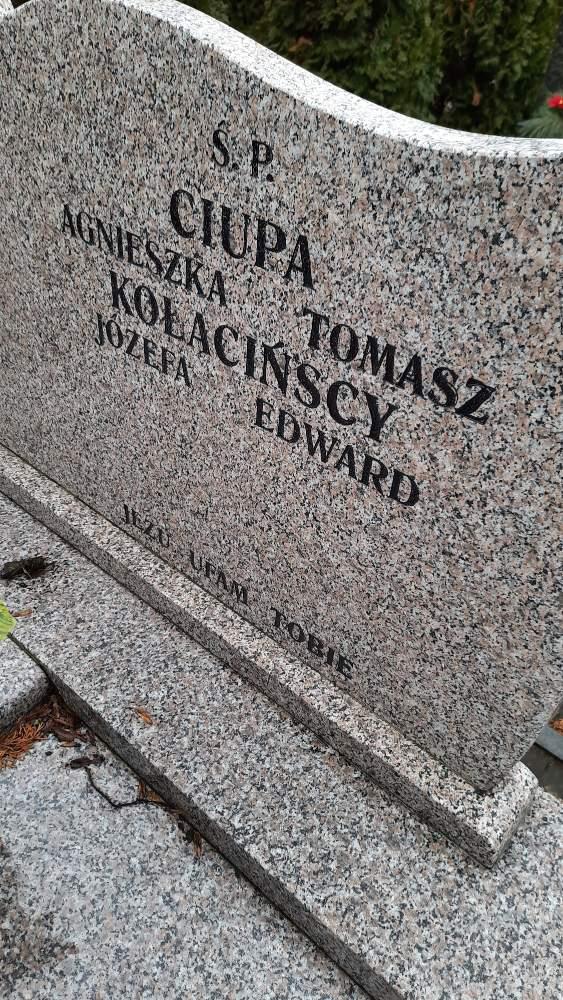 Ś.P.
CIUPA
AGNIESZKA TOMASZ
KOŁACIŃSCY
JÓZEFA EDWARD
JEZU UFAM TOBIE